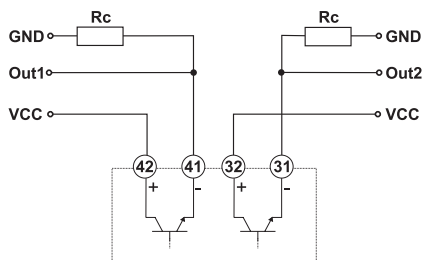 Rc Rc
GND GND
Out1 Out2
VCC VCC
42 41 32 31
+ - + -